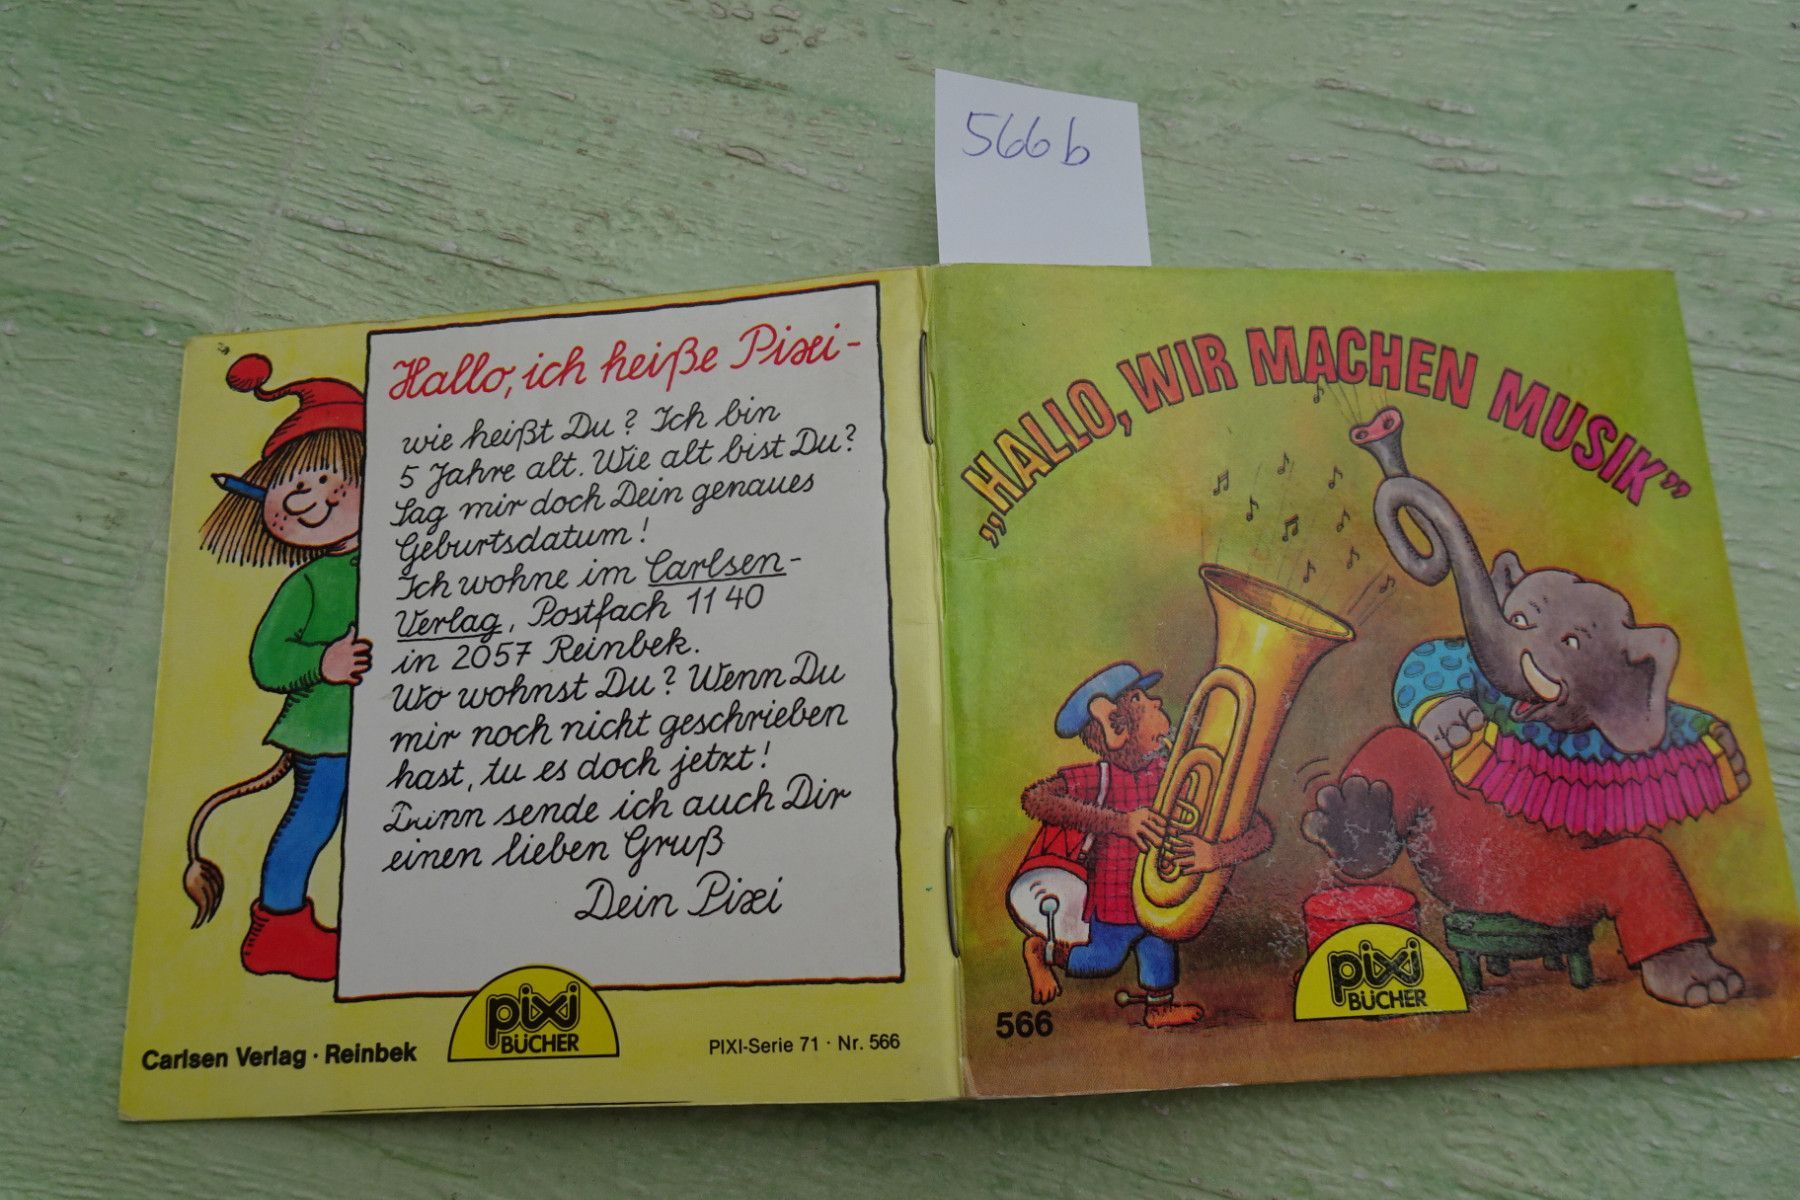 566 b
Hallo, ich heiße Pixi -
wie heißt Du? Ich bin
5 Jahre alt. Wie alt bist Du?
Sag mir doch Dein genaues
Geburtsdatum!
Ich wohne im Carlsen-
Verlag, Postfach 11 40
in 2057 Reinbek.
Wo wohnst Du? Wenn Du
mir noch nicht geschrieben
hast, tu es doch jetzt!
Dann sende ich auch Dir
einen lieben Gruß
Dein Pixi
pixi
BÜCHER
Carlsen Verlag · Reinbek
PIXI-Serie 71 · Nr. 566
„HALLO, WIR MACHEN MUSIK”
566
pixi
BÜCHER